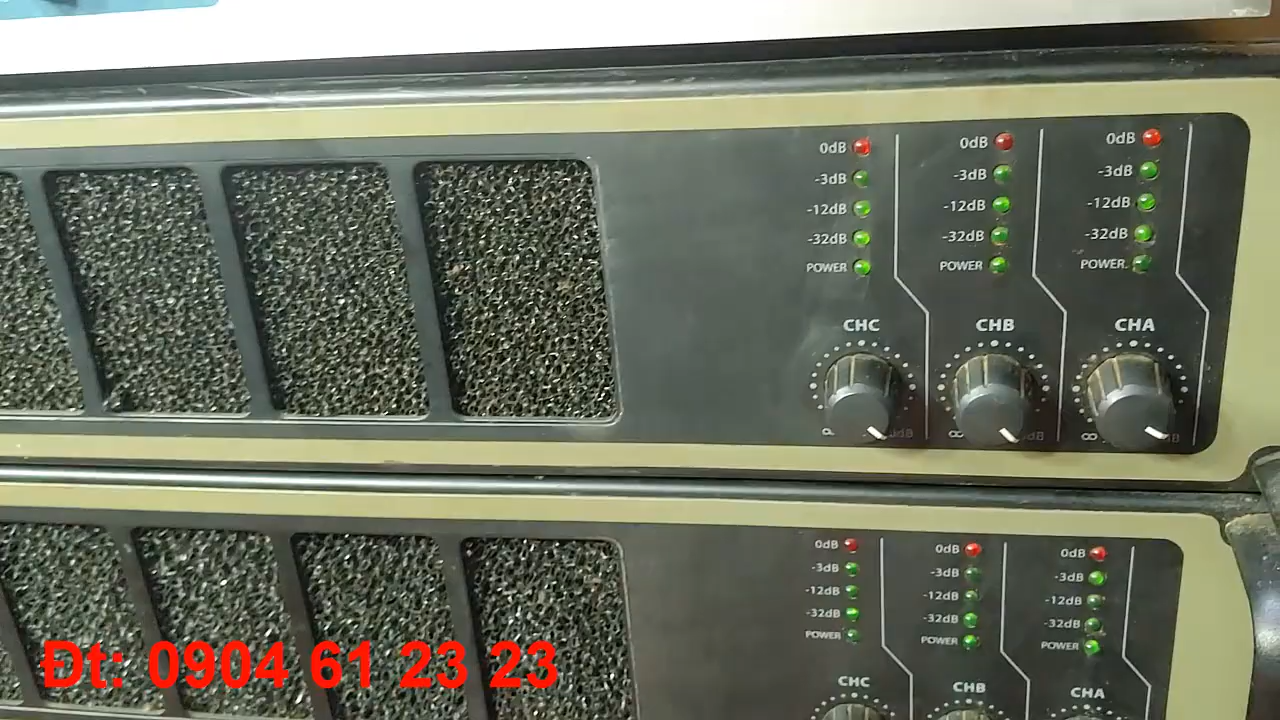 0dB 0dB 0dB
-3dB -3dB -3dB
-12dB -12dB -12dB
-32dB -32dB -32dB
POWER POWER POWER
CHC CHB CHA
∞ ∞
0dB 0dB 0dB
-3dB -3dB -3dB
-12dB -12dB -12dB
-32dB -32dB -32dB
POWER POWER POWER
CHC CHB CHA
Đt: 0904 61 23 23